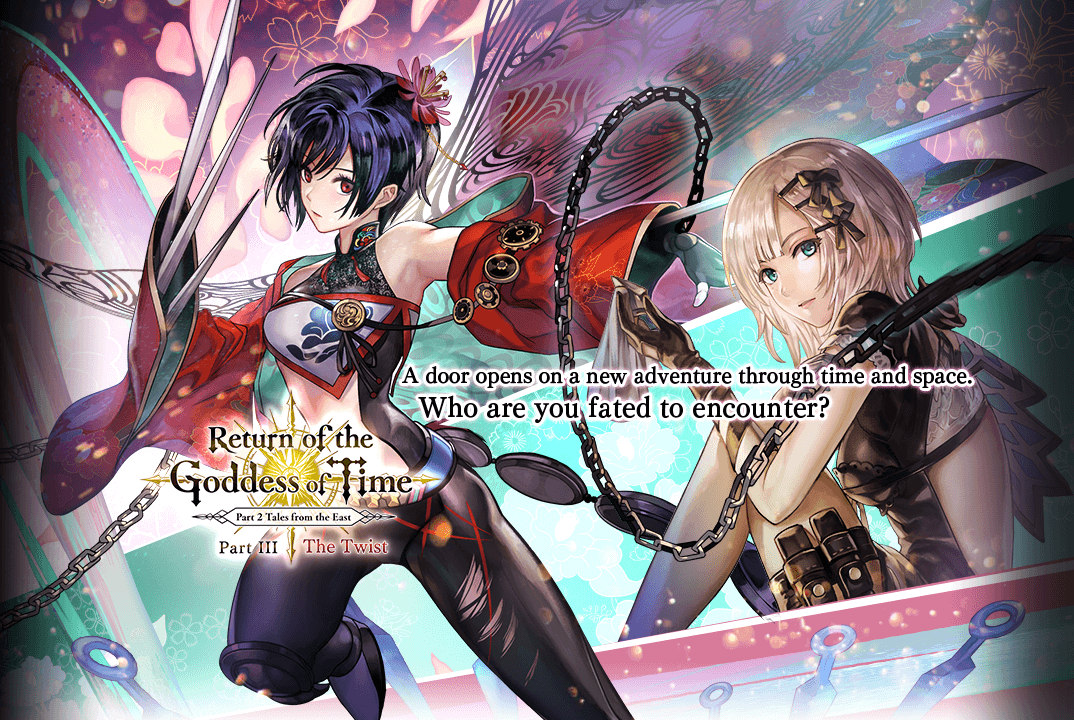 A door opens on a new adventure through time and space.
Who are you fated to encounter?
Return of the
Goddess of Time
Part 2 Tales from the East
Part III The Twist